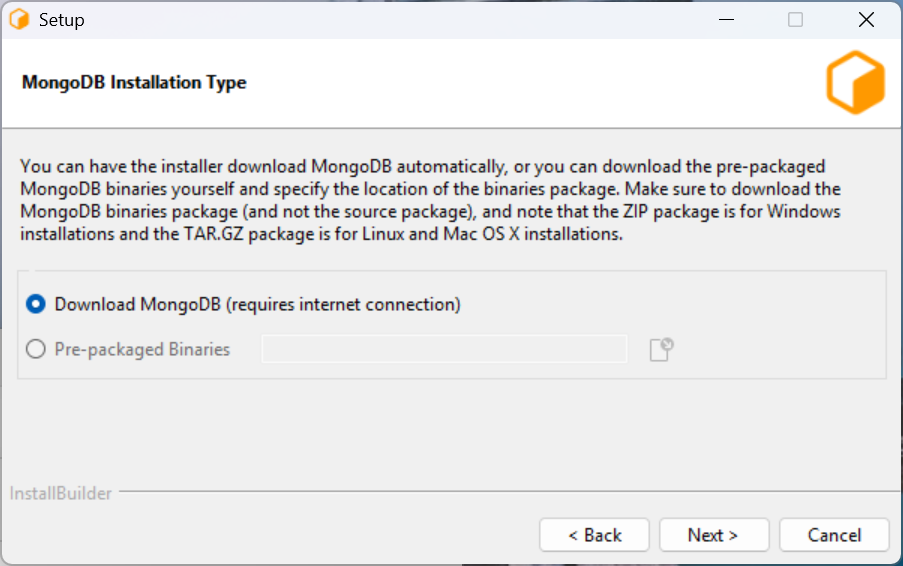 Setup
MongoDB Installation Type
You can have the installer download MongoDB automatically, or you can download the pre-packaged
MongoDB binaries yourself and specify the location of the binaries package. Make sure to download the
MongoDB binaries package (and not the source package), and note that the ZIP package is for Windows
installations and the TAR.GZ package is for Linux and Mac OS X installations.
Download MongoDB (requires internet connection)
Pre-packaged Binaries
InstallBuilder
< Back
Next >
Cancel